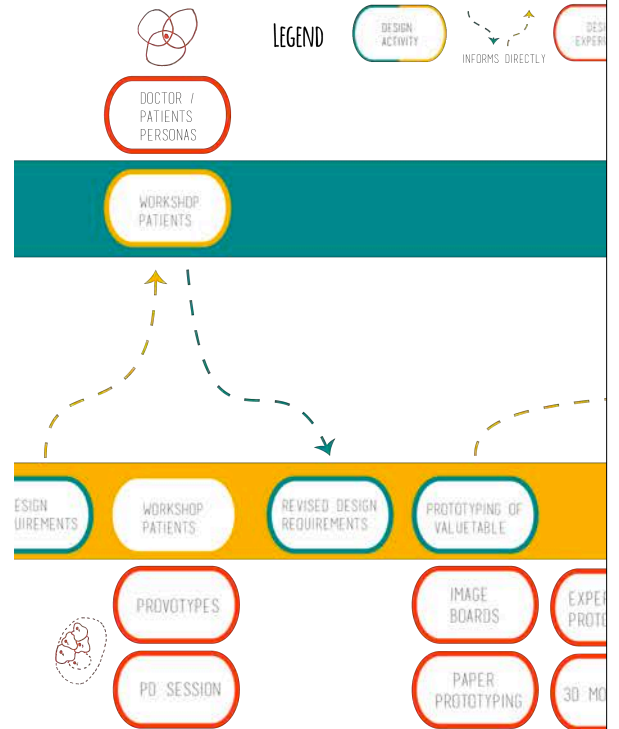 LEGEND
DESIGN
ACTIVITY
INFORMS DIRECTLY
DOCTOR /
PATIENTS
PERSONAS
WORKSHOP
PATIENTS
REVISED DESIGN
REQUIREMENTS
WORKSHOP
PATIENTS
PROTOTYPING OF
VALUETABLE
PROVOTYPES
IMAGE
BOARDS
PD SESSION
PAPER
PROTOTYPING
3D